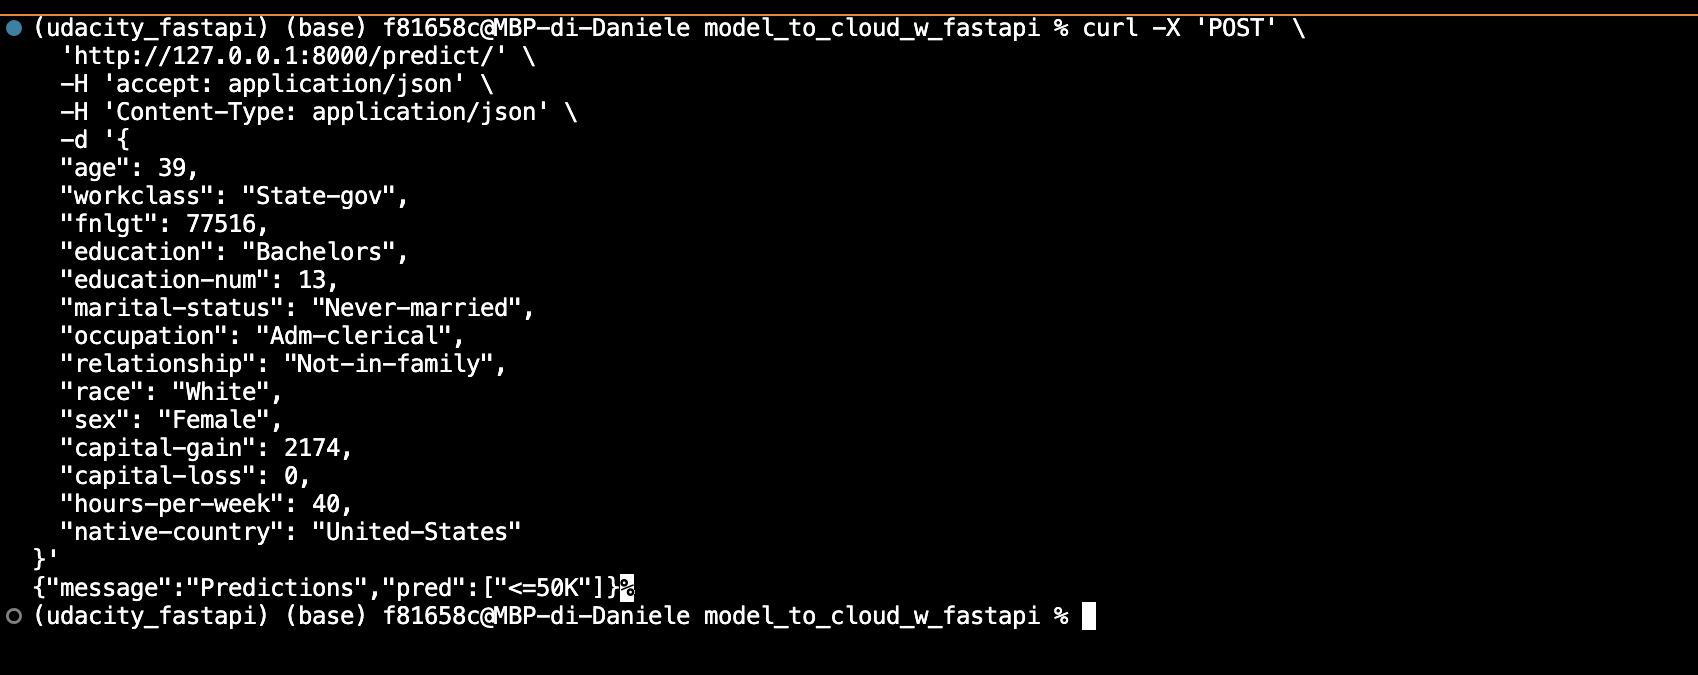 (udacity_fastapi) (base) f81658c@MBP-di-Daniele model_to_cloud_w_fastapi % curl -X 'POST' \
  'http://127.0.0.1:8000/predict/' \
  -H 'accept: application/json' \
  -H 'Content-Type: application/json' \
  -d '{
  "age": 39,
  "workclass": "State-gov",
  "fnlgt": 77516,
  "education": "Bachelors",
  "education-num": 13,
  "marital-status": "Never-married",
  "occupation": "Adm-clerical",
  "relationship": "Not-in-family",
  "race": "White",
  "sex": "Female",
  "capital-gain": 2174,
  "capital-loss": 0,
  "hours-per-week": 40,
  "native-country": "United-States"
}'
{"message":"Predictions","pred":["<=50K"]}%
(udacity_fastapi) (base) f81658c@MBP-di-Daniele model_to_cloud_w_fastapi %